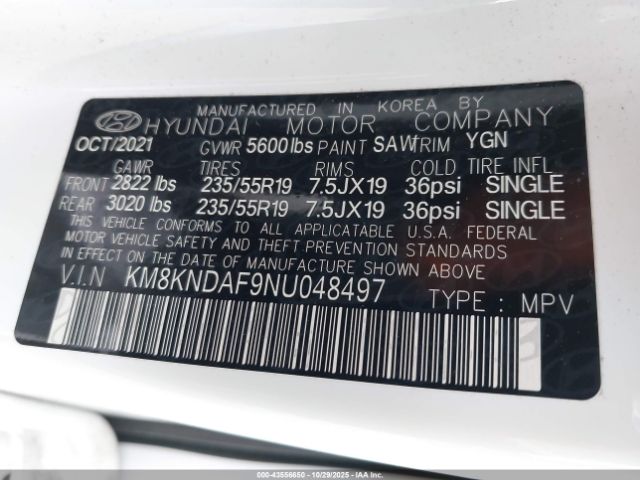 MANUFACTURED IN KOREA BY
HYUNDAI MOTOR COMPANY
OCT/2021 GVWR 5600lbs PAINT SAW TRIM YGN
GAWR TIRES RIMS COLD TIRE INFL
FRONT 2822 lbs 235/55R19 7.5JX19 36psi SINGLE
REAR 3020 lbs 235/55R19 7.5JX19 36psi SINGLE
THIS VEHICLE CONFORMS TO ALL APPLICABLE U.S.A. FEDERAL
MOTOR VEHICLE SAFETY AND THEFT PREVENTION STANDARDS
IN EFFECT ON THE DATE OF MANUFACTURE SHOWN ABOVE
V.I.N KM8KNDAF9NU048497 TYPE : MPV
000-43556650 10/29/2025 Copyright IAA, LLC